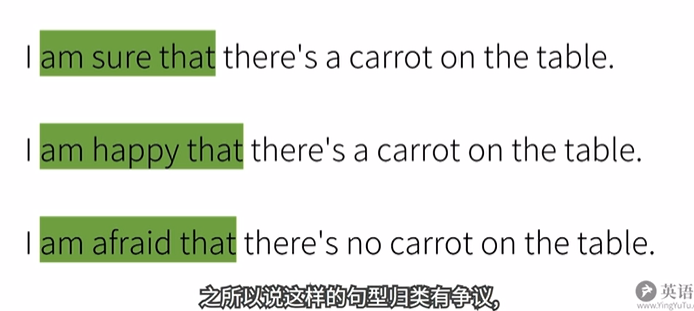 I am sure that there's a carrot on the table.
I am happy that there's a carrot on the table.
I am afraid that there's no carrot on the table.
之所以说这样的句型归类有争议,
英语
www.YingYuTu.c